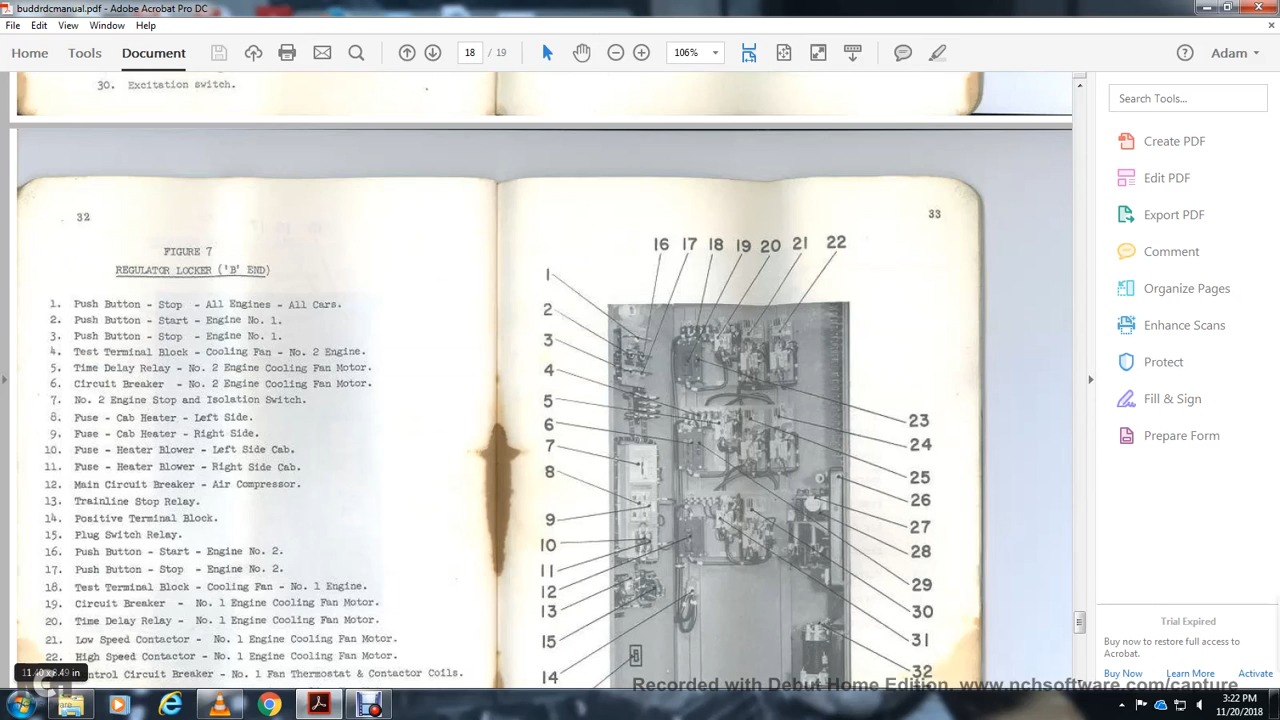 buddrdcmanual.pdf - Adobe Acrobat Pro DC
File Edit View Window Help
Home Tools Document 18 / 19 106% Adam
30. Excitation switch.
32
FIGURE 7
REGULATOR LOCKER ('B' END)
1. Push Button - Stop - All Engines - All Cars.
2. Push Button - Start - Engine No. 1.
3. Push Button - Stop - Engine No. 1.
4. Test Terminal Block - Cooling Fan - No. 2 Engine.
5. Time Delay Relay - No. 2 Engine Cooling Fan Motor.
6. Circuit Breaker - No. 2 Engine Cooling Fan Motor.
7. No. 2 Engine Stop and Isolation Switch.
8. Fuse - Cab Heater - Left Side.
9. Fuse - Cab Heater - Right Side.
10. Fuse - Heater Blower - Left Side Cab.
11. Fuse - Heater Blower - Right Side Cab.
12. Main Circuit Breaker - Air Compressor.
13. Trainline Stop Relay.
14. Positive Terminal Block.
15. Plug Switch Relay.
16. Push Button - Start - Engine No. 2.
17. Push Button - Stop - Engine No. 2.
18. Test Terminal Block - Cooling Fan - No. 1 Engine.
19. Circuit Breaker - No. 1 Engine Cooling Fan Motor.
20. Time Delay Relay - No. 1 Engine Cooling Fan Motor.
21. Low Speed Contactor - No. 1 Engine Cooling Fan Motor.
22. High Speed Contactor - No. 1 Engine Cooling Fan Motor.
Circuit Breaker - No. 1 Fan Thermostat & Contactor Coils.
33
16 17 18 19 20 21 22
1
2
3
4
5
6
7
8
9
10
11
12
13
15
14
23
24
25
26
27
28
29
30
31
32
Search Tools...
Create PDF
Edit PDF
Export PDF
Comment
Organize Pages
Enhance Scans
Protect
Fill & Sign
Prepare Form
Trial Expired
Buy now to restore full access to
Acrobat.
Buy Now Learn More Activate
Recorded with Debut Home Edition. www.nchsoftware.com/capture
3:22 PM
11/20/2018